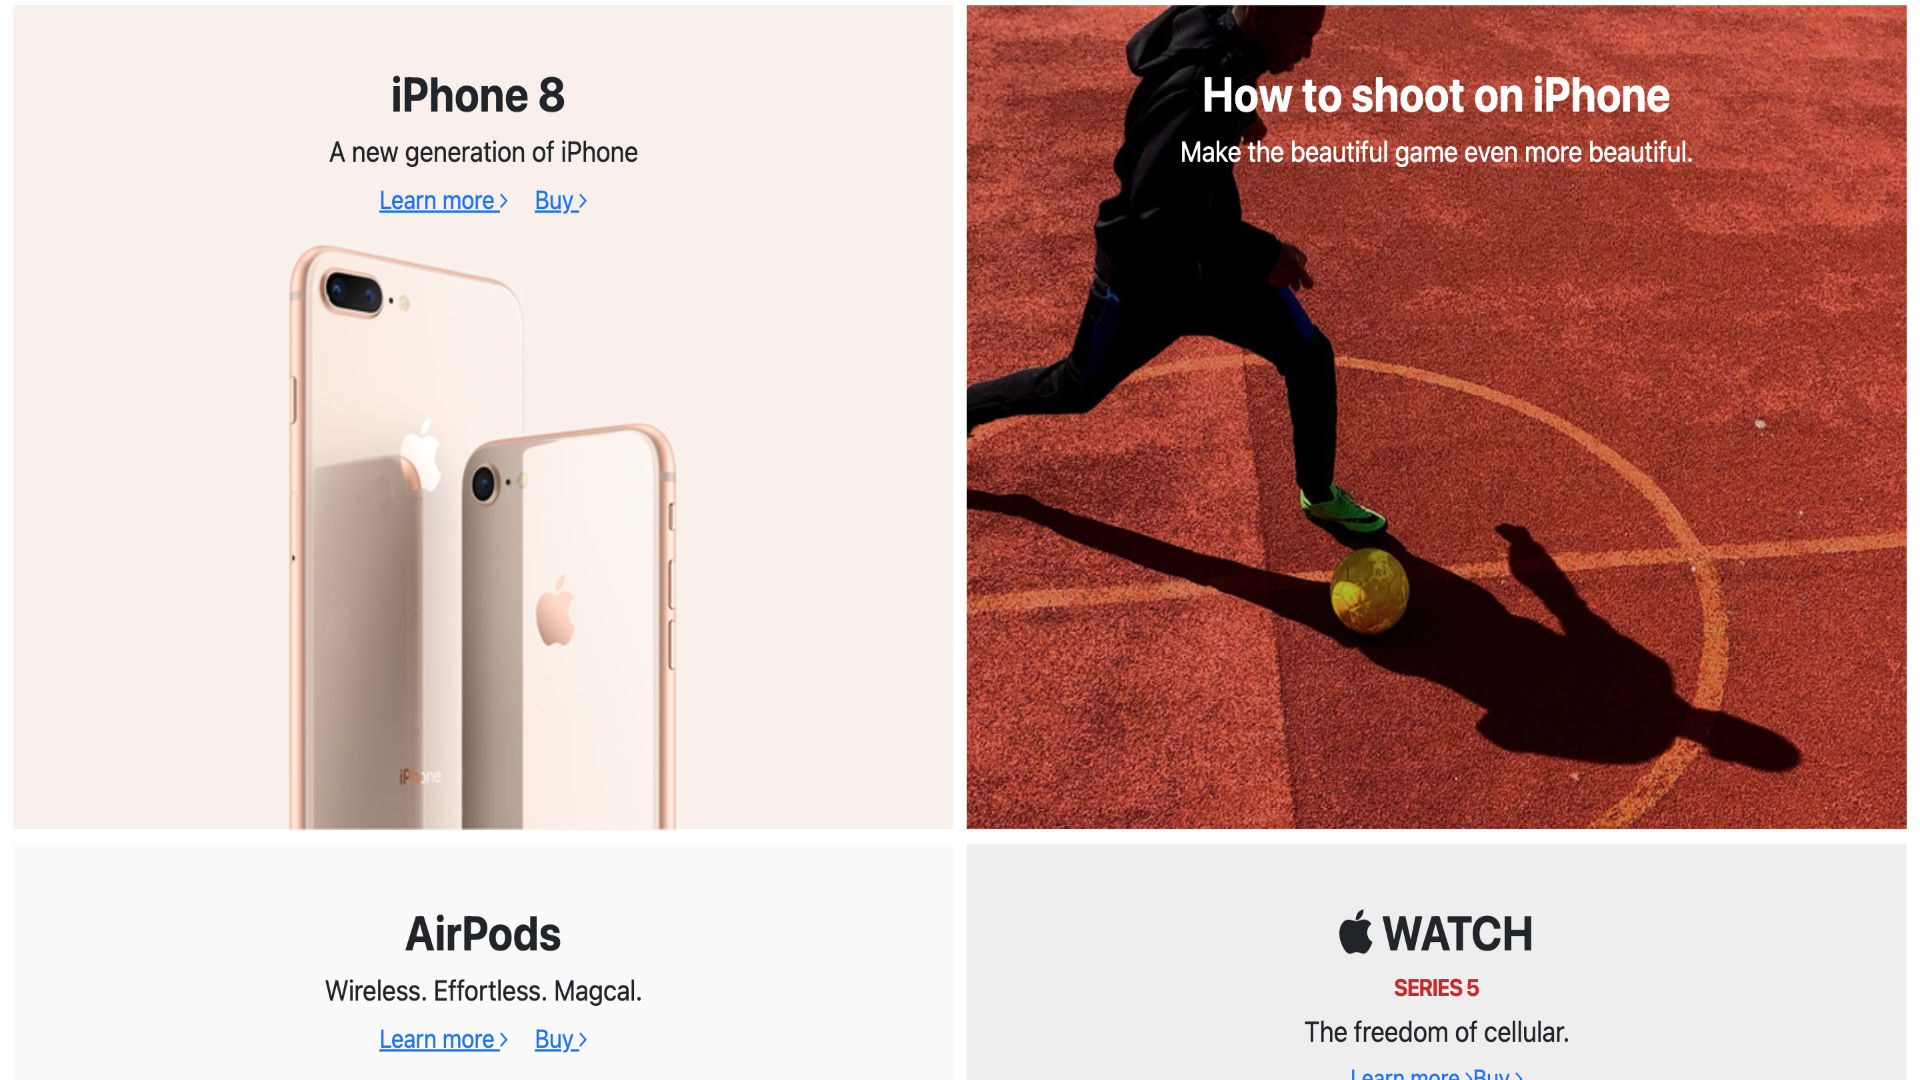 iPhone 8
A new generation of iPhone
Learn more > Buy >
iPhone
How to shoot on iPhone
Make the beautiful game even more beautiful.
AirPods
Wireless. Effortless. Magcal.
Learn more > Buy >
WATCH
SERIES 5
The freedom of cellular.
Learn more >Buy >